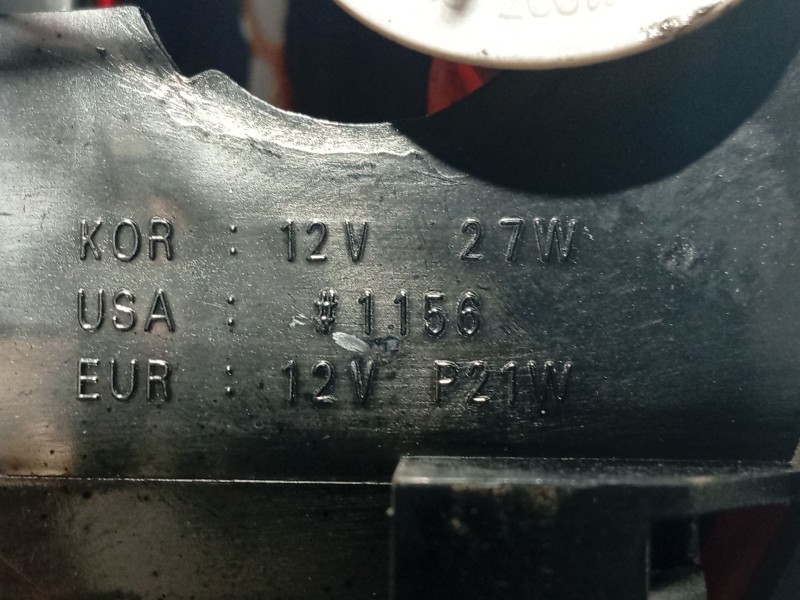 KOR : 12V 27W
USA : #1156
EUR : 12V P21W